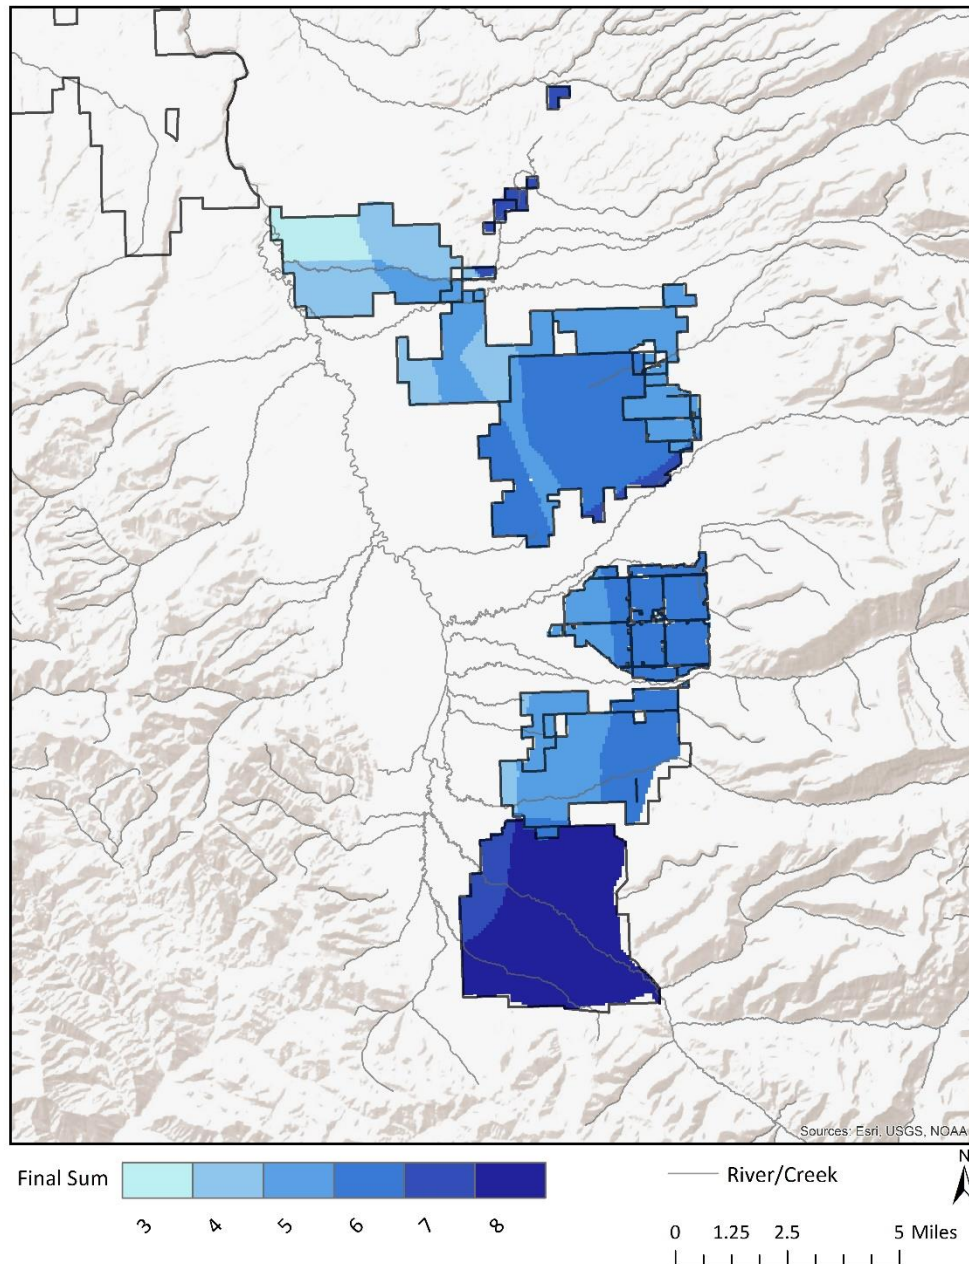 Sources: Esri, USGS, NOAA
Final Sum
3 4 5 6 7 8
River/Creek
N
0 1.25 2.5 5 Miles